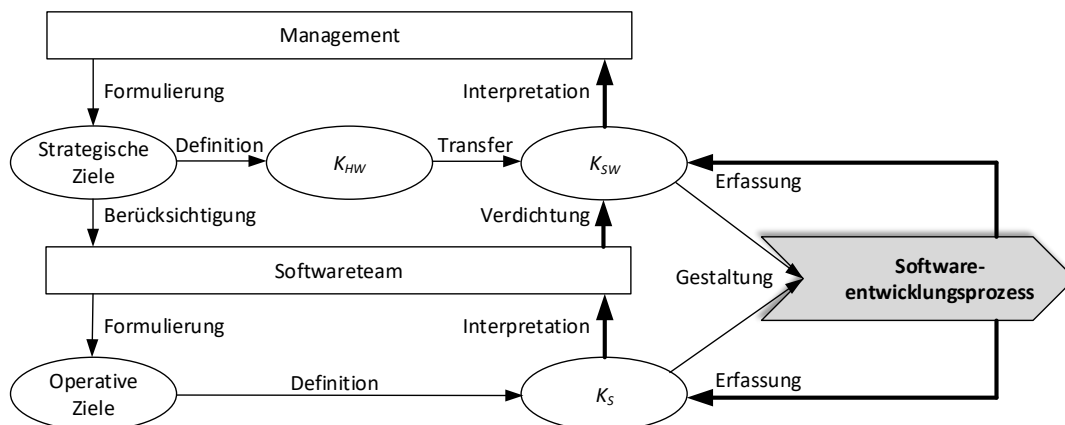 Management
Formulierung
Interpretation
Strategische
Ziele
Definition
K_HW
Transfer
K_SW
Erfassung
Berücksichtigung
Verdichtung
Softwareteam
Gestaltung
Software-
entwicklungsprozess
Formulierung
Interpretation
Operative
Ziele
Definition
K_S
Erfassung